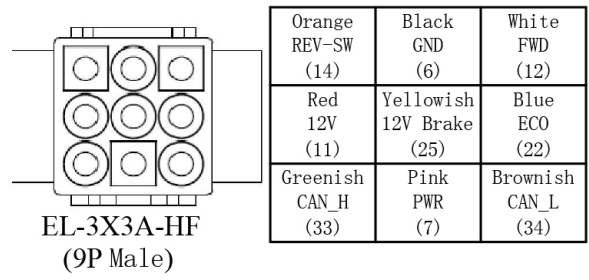 Orange Black White
REV-SW GND FWD
(14) (6) (12)
Red Yellowish Blue
12V 12V Brake ECO
(11) (25) (22)
Greenish Pink Brownish
CAN_H PWR CAN_L
(33) (7) (34)
EL-3X3A-HF
(9P Male)